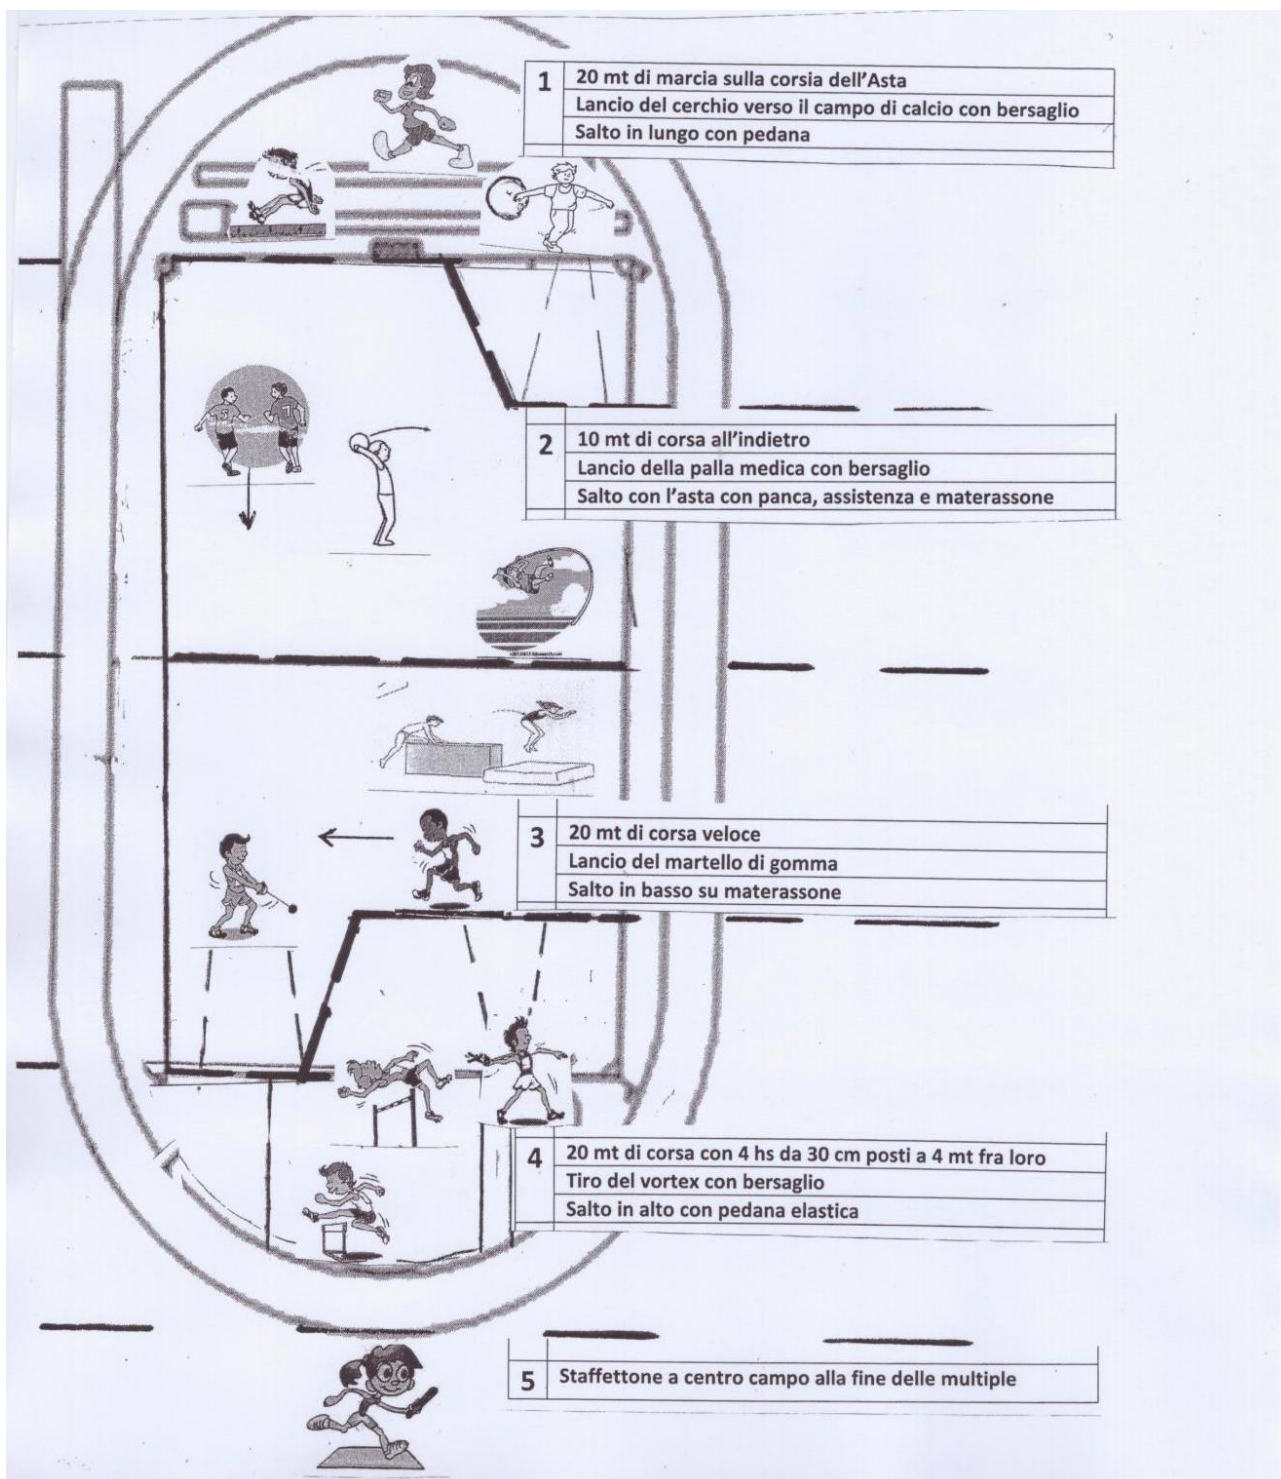 1
20 mt di marcia sulla corsia dell'Asta
Lancio del cerchio verso il campo di calcio con bersaglio
Salto in lungo con pedana
2
10 mt di corsa all'indietro
Lancio della palla medica con bersaglio
Salto con l'asta con panca, assistenza e materassone
3
20 mt di corsa veloce
Lancio del martello di gomma
Salto in basso su materassone
4
20 mt di corsa con 4 hs da 30 cm posti a 4 mt fra loro
Tiro del vortex con bersaglio
Salto in alto con pedana elastica
5
Staffettone a centro campo alla fine delle multiple